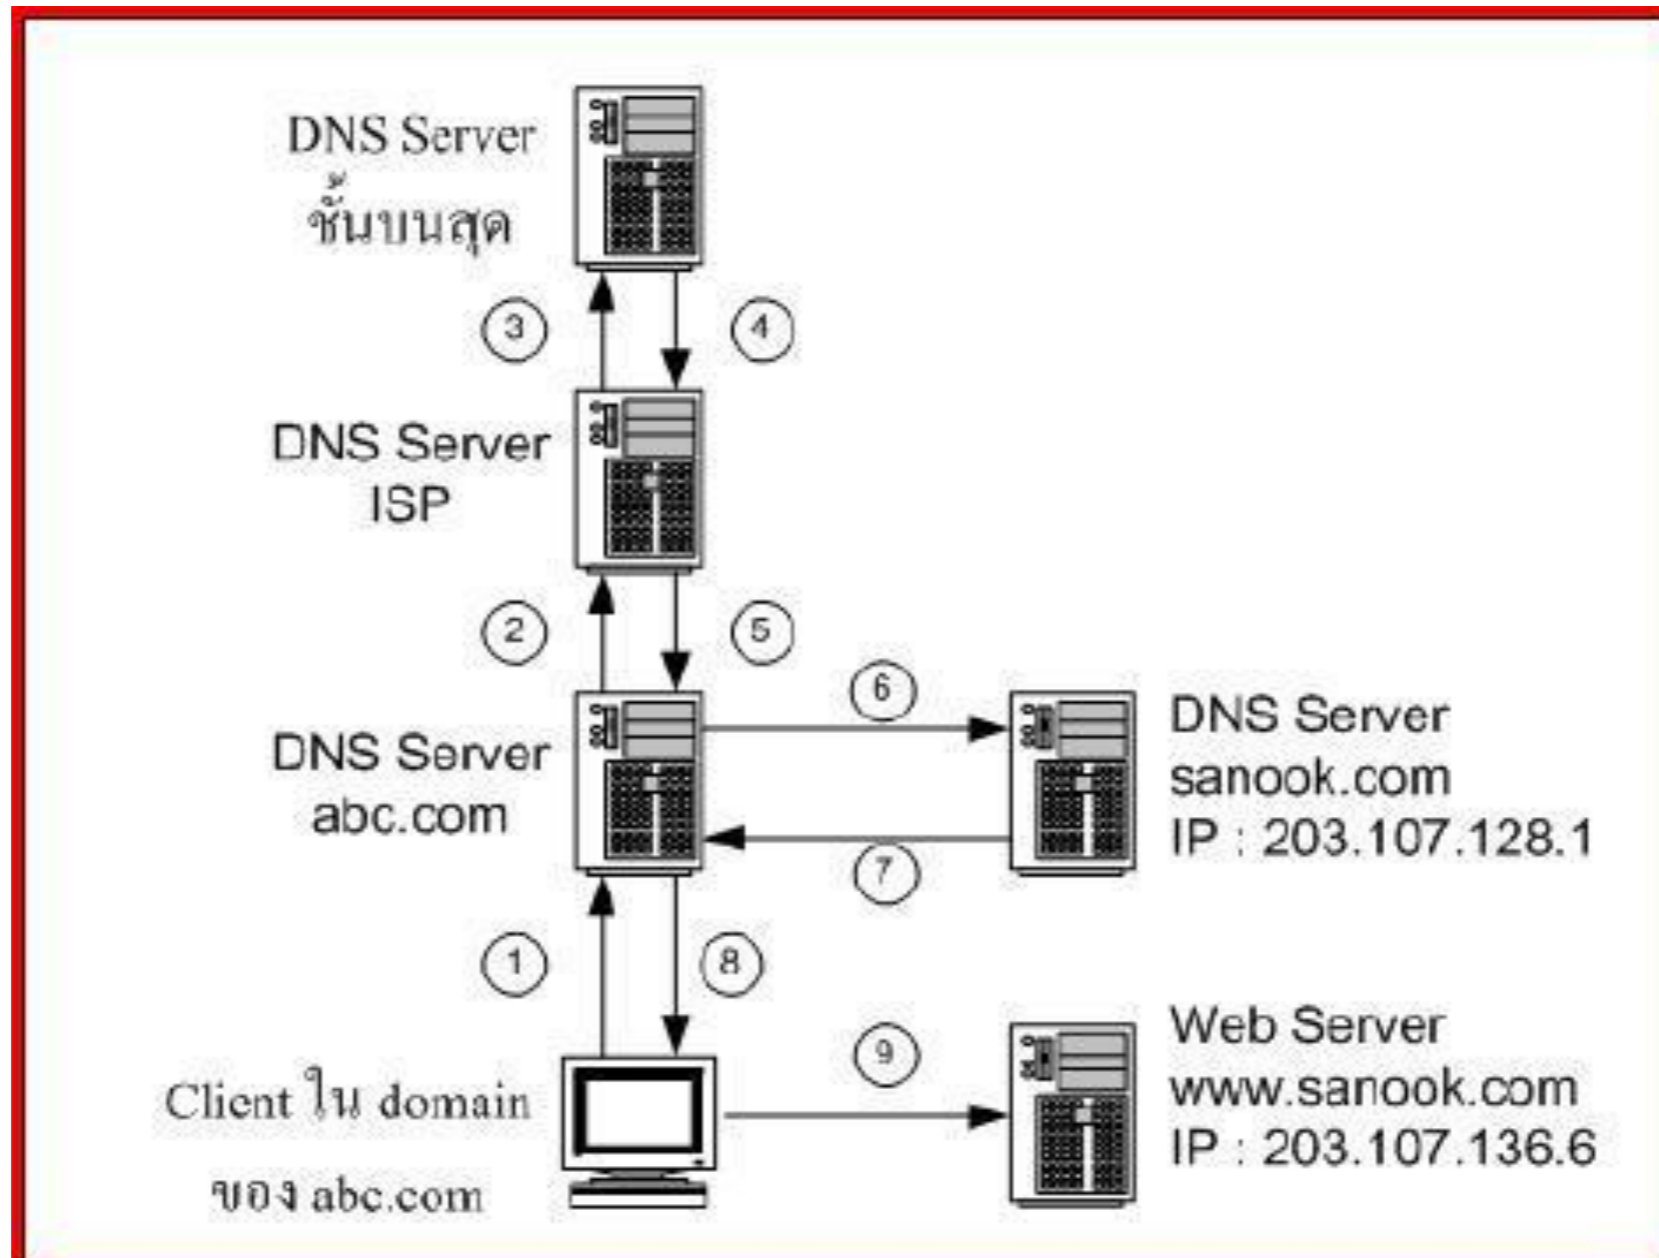 DNS Server
ชั้นบนสุด
3
4
DNS Server
ISP
2
5
6
DNS Server
abc.com
DNS Server
sanook.com
IP : 203.107.128.1
7
1
8
Web Server
www.sanook.com
IP : 203.107.136.6
9
Client ใน domain
ของ abc.com